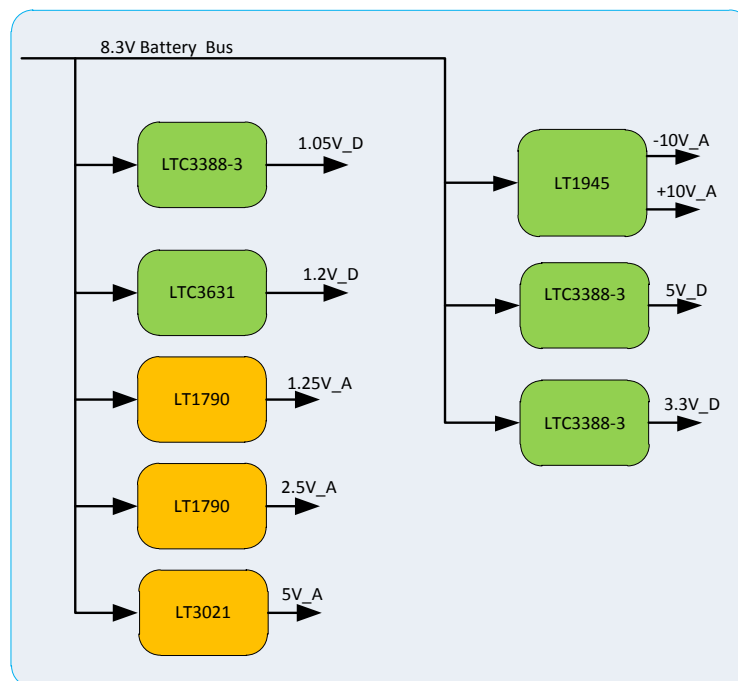 8.3V Battery Bus
LTC3388-3
1.05V_D
LTC3631
1.2V_D
LT1790
1.25V_A
LT1790
2.5V_A
LT3021
5V_A
LT1945
-10V_A
+10V_A
LTC3388-3
5V_D
LTC3388-3
3.3V_D